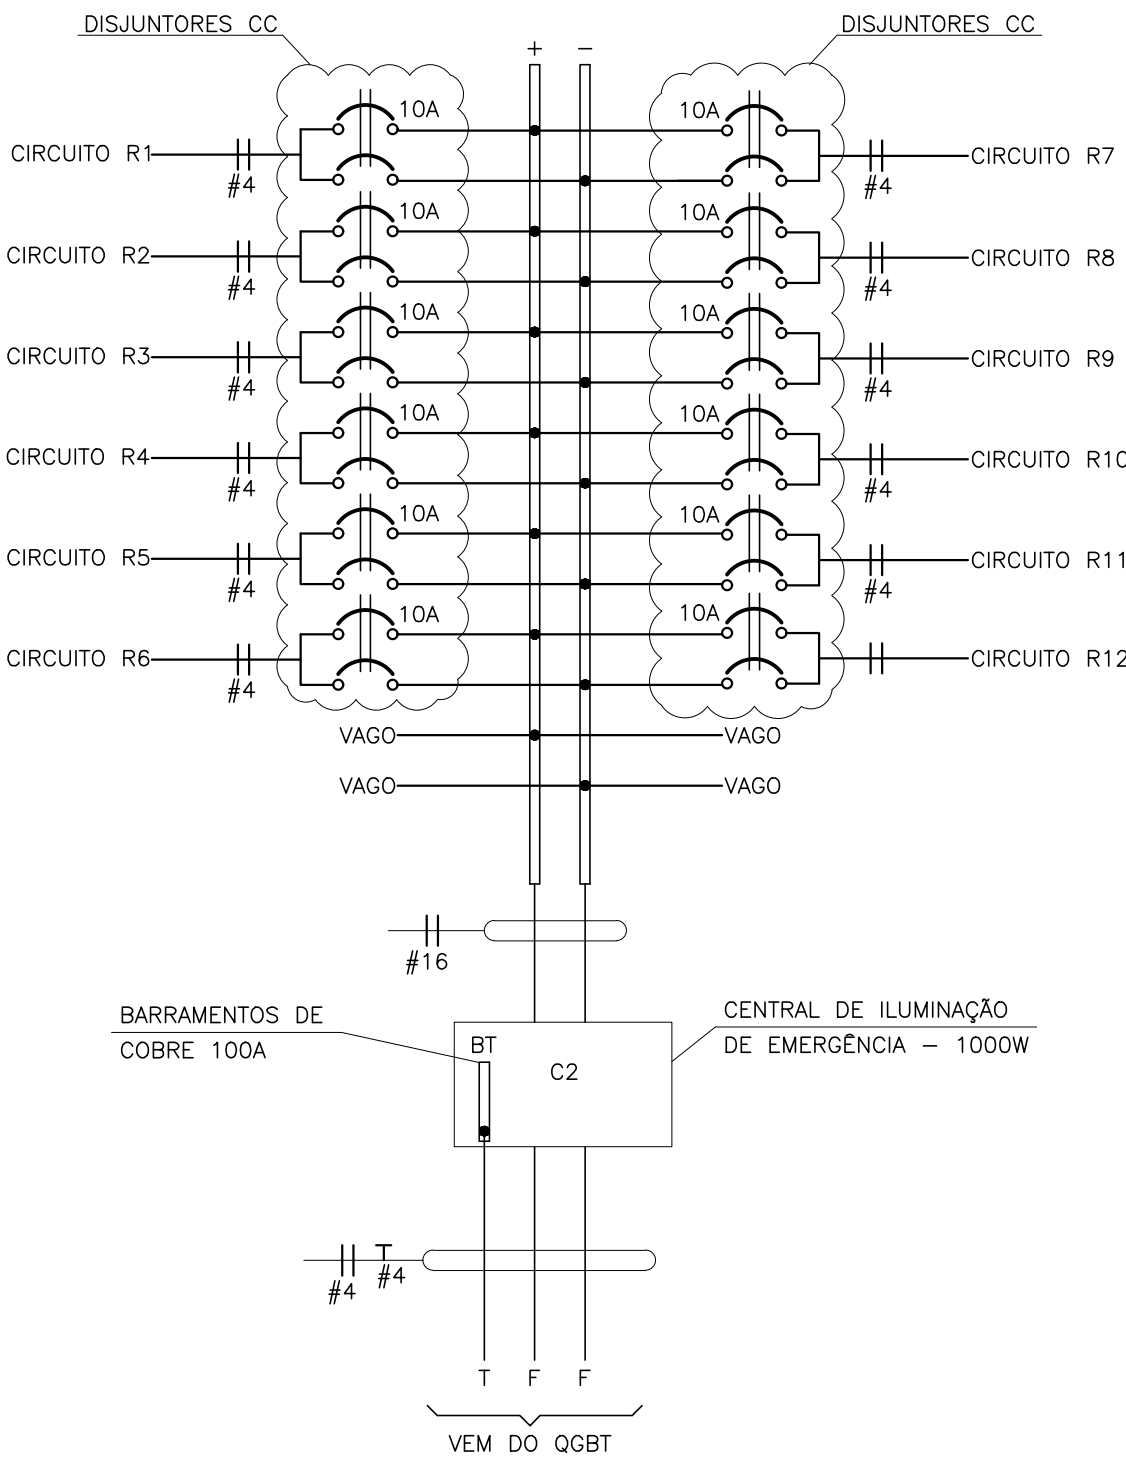 DISJUNTORES CC
DISJUNTORES CC
+ −
10A
10A
CIRCUITO R1
#4
CIRCUITO R7
#4
10A
10A
CIRCUITO R2
#4
CIRCUITO R8
#4
10A
10A
CIRCUITO R3
#4
CIRCUITO R9
#4
10A
10A
CIRCUITO R4
#4
CIRCUITO R10
#4
10A
10A
CIRCUITO R5
#4
CIRCUITO R11
#4
10A
10A
CIRCUITO R6
#4
CIRCUITO R12
VAGO
VAGO
VAGO
VAGO
#16
BARRAMENTOS DE
COBRE 100A
CENTRAL DE ILUMINAÇÃO
DE EMERGÊNCIA − 1000W
BT
C2
#4
T
#4
T F F
VEM DO QGBT